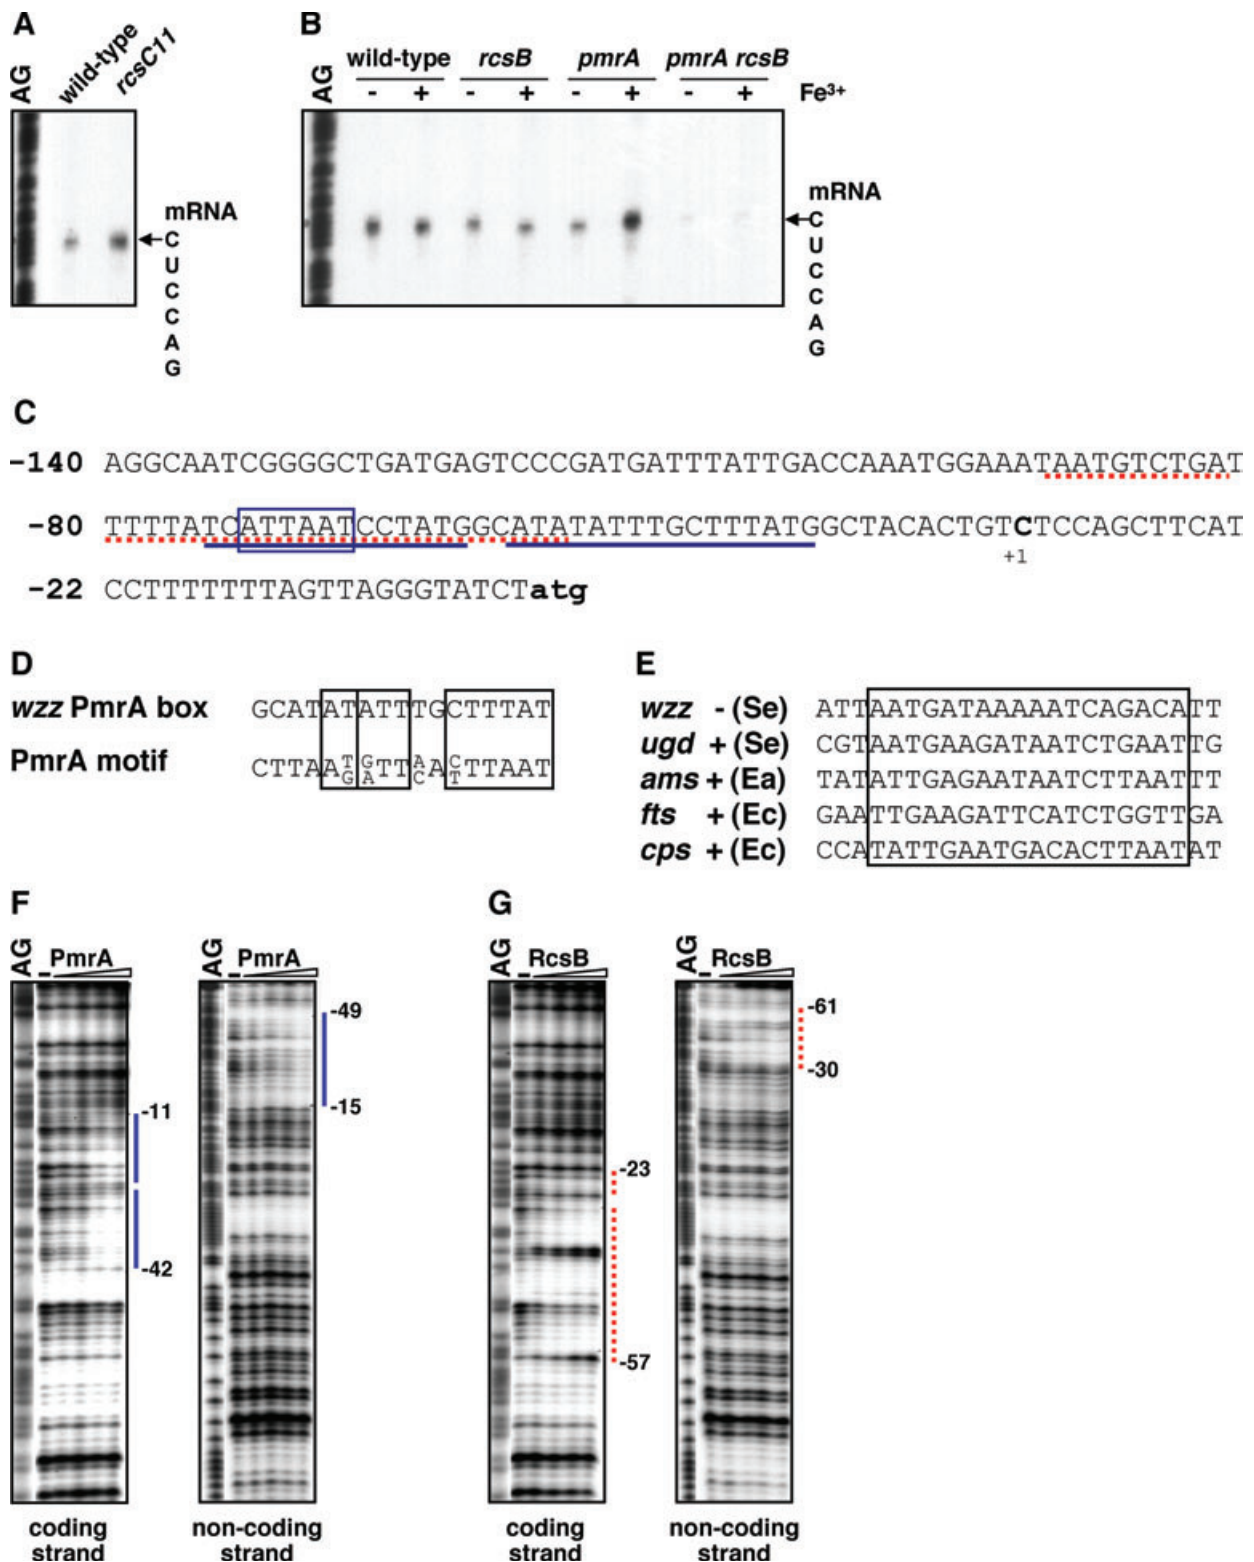 A
AG
wild-type
rcsC11
mRNA
C
U
C
C
A
G
B
AG
wild-type rcsB pmrA pmrA rcsB
- + - + - + - + Fe³⁺
mRNA
C
U
C
C
A
G
C
-140 AGGCAATCGGGGCTGATGAGTCCCGATGATTTATTGACCAAATGGAAATAATGTCTGAT
-80 TTTTATCATTAATCCTATGGCATATATTTGCTTTATGGCTACACTGTCTCCAGCTTCAT
+1
-22 CCTTTTTTTAGTTAGGGTATCTatg
D
wzz PmrA box GCATATATTTGCTTTAT
PmrA motif CTTAATGTTAACTTAAT
G A C T
E
wzz - (Se) ATTAATGATAAAAATCAGACATT
ugd + (Se) CGTAATGAAGATAATCTGAATTG
ams + (Ea) TATATTGAGAATAATCTTAATTT
fts + (Ec) GAATTGAAGATTCATCTGGTTGA
cps + (Ec) CCATATTGAATGACACTTAATAT
F
AG
- PmrA
-11
-42
coding
strand
AG
- PmrA
-49
-15
non-coding
strand
G
AG
- RcsB
-23
-57
coding
strand
AG
- RcsB
-61
-30
non-coding
strand